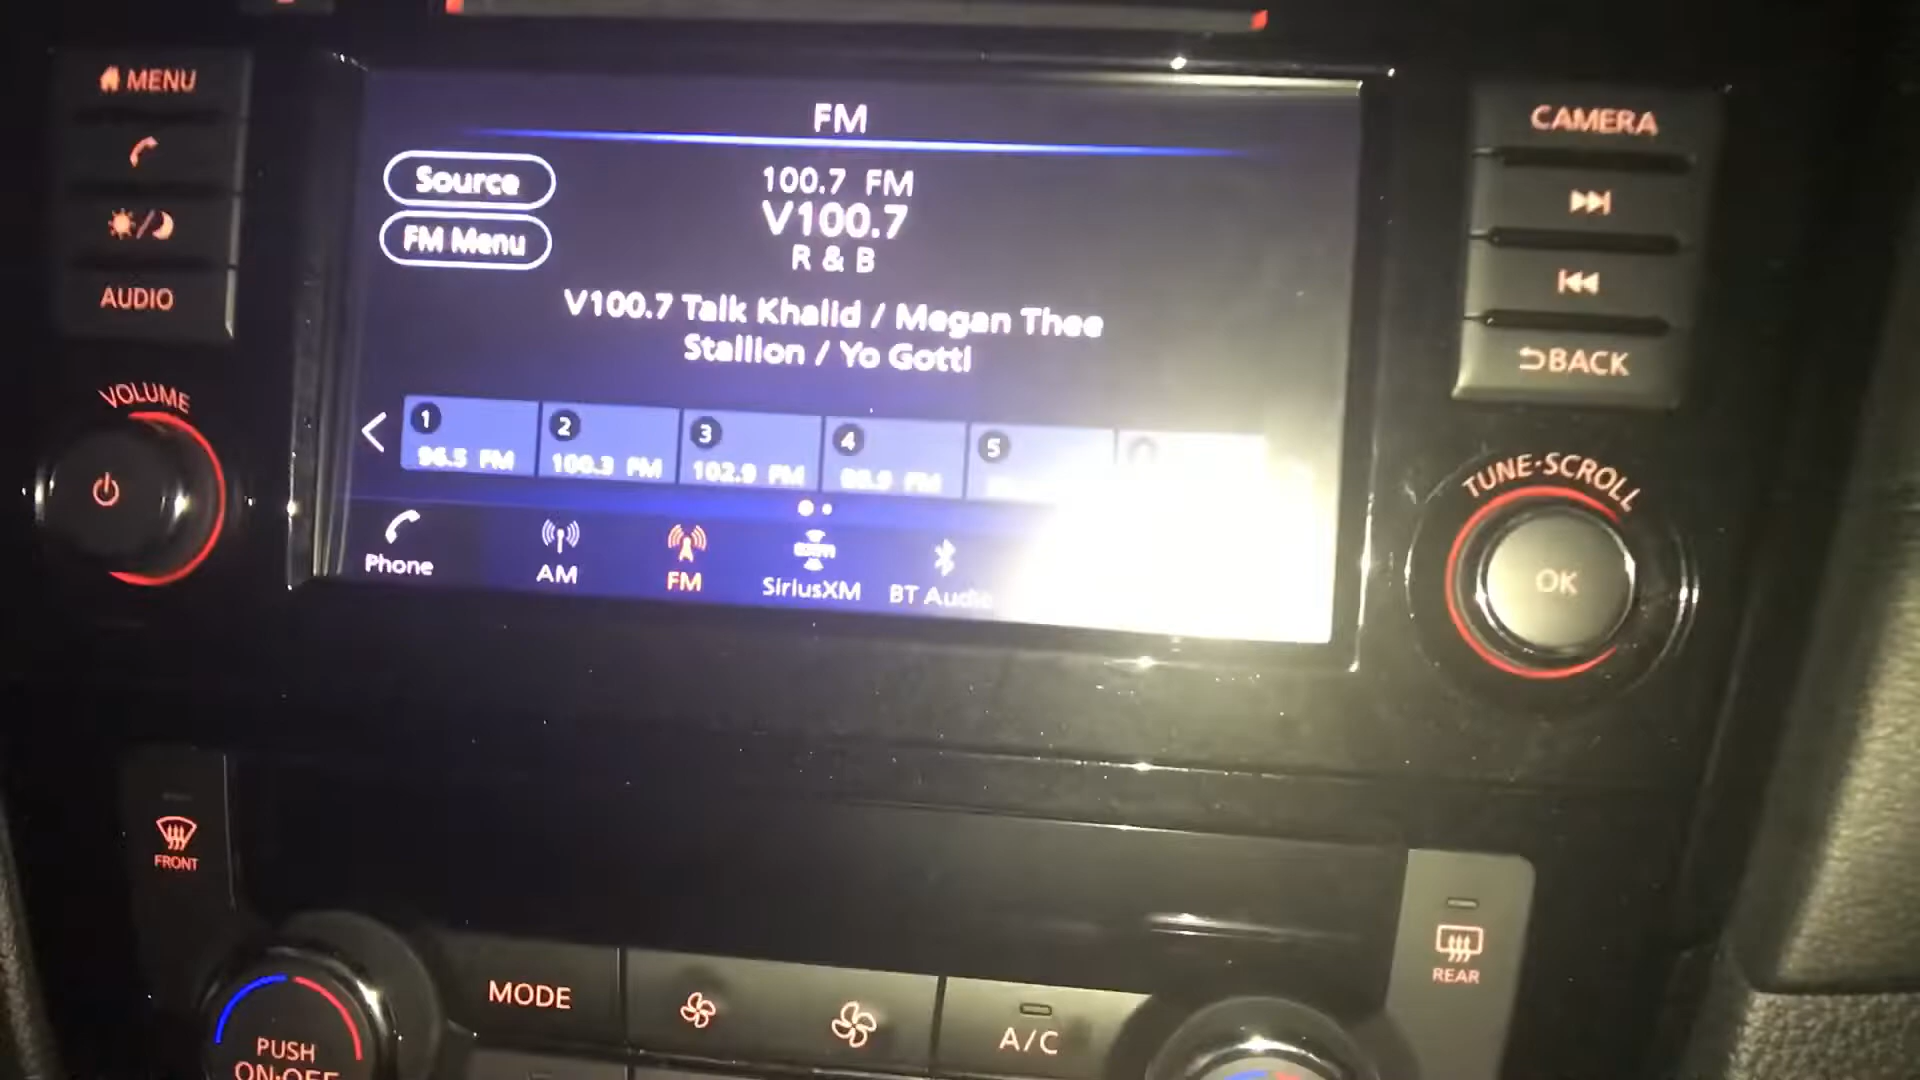 MENU
AUDIO
VOLUME
FM
Source
FM Menu
100.7 FM
V100.7
R & B
V100.7 Talk Khalid / Megan Thee
Stallion / Yo Gotti
1
2
3
4
5
96.5 FM
100.3 FM
102.9 FM
FM
Phone
AM
FM
SiriusXM
BT Audio
CAMERA
BACK
TUNE·SCROLL
OK
FRONT
REAR
MODE
A/C
PUSH
ON·OFF